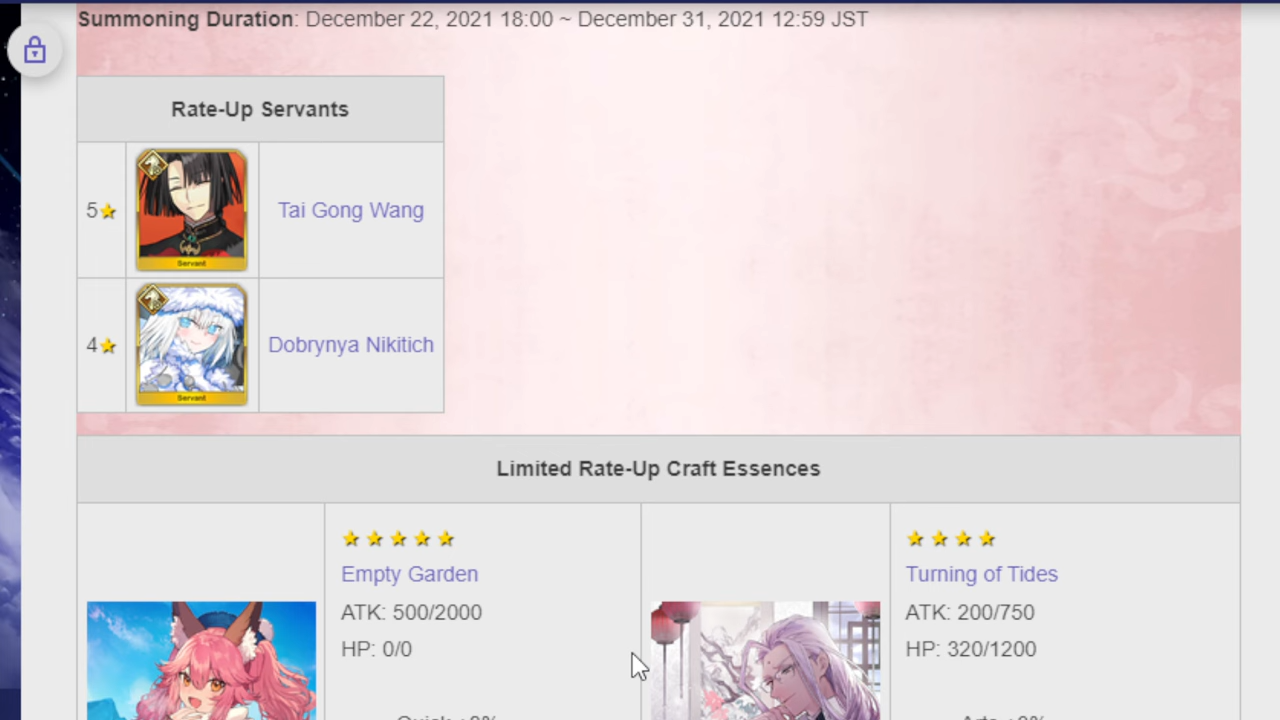 Summoning Duration: December 22, 2021 18:00 ~ December 31, 2021 12:59 JST
Rate-Up Servants
5
Servant
Tai Gong Wang
4
Servant
Dobrynya Nikitich
Limited Rate-Up Craft Essences
Empty Garden
ATK: 500/2000
HP: 0/0
Turning of Tides
ATK: 200/750
HP: 320/1200